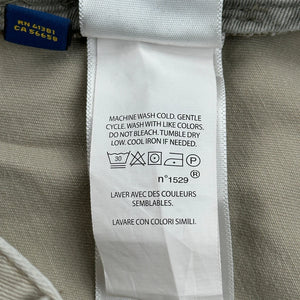 RN 41381
CA 56658
MACHINE WASH COLD. GENTLE
CYCLE. WASH WITH LIKE COLORS.
DO NOT BLEACH. TUMBLE DRY
LOW. COOL IRON IF NEEDED.
30 P
n°1529 ®
LAVER AVEC DES COULEURS
SEMBLABLES.
LAVARE CON COLORI SIMILI.